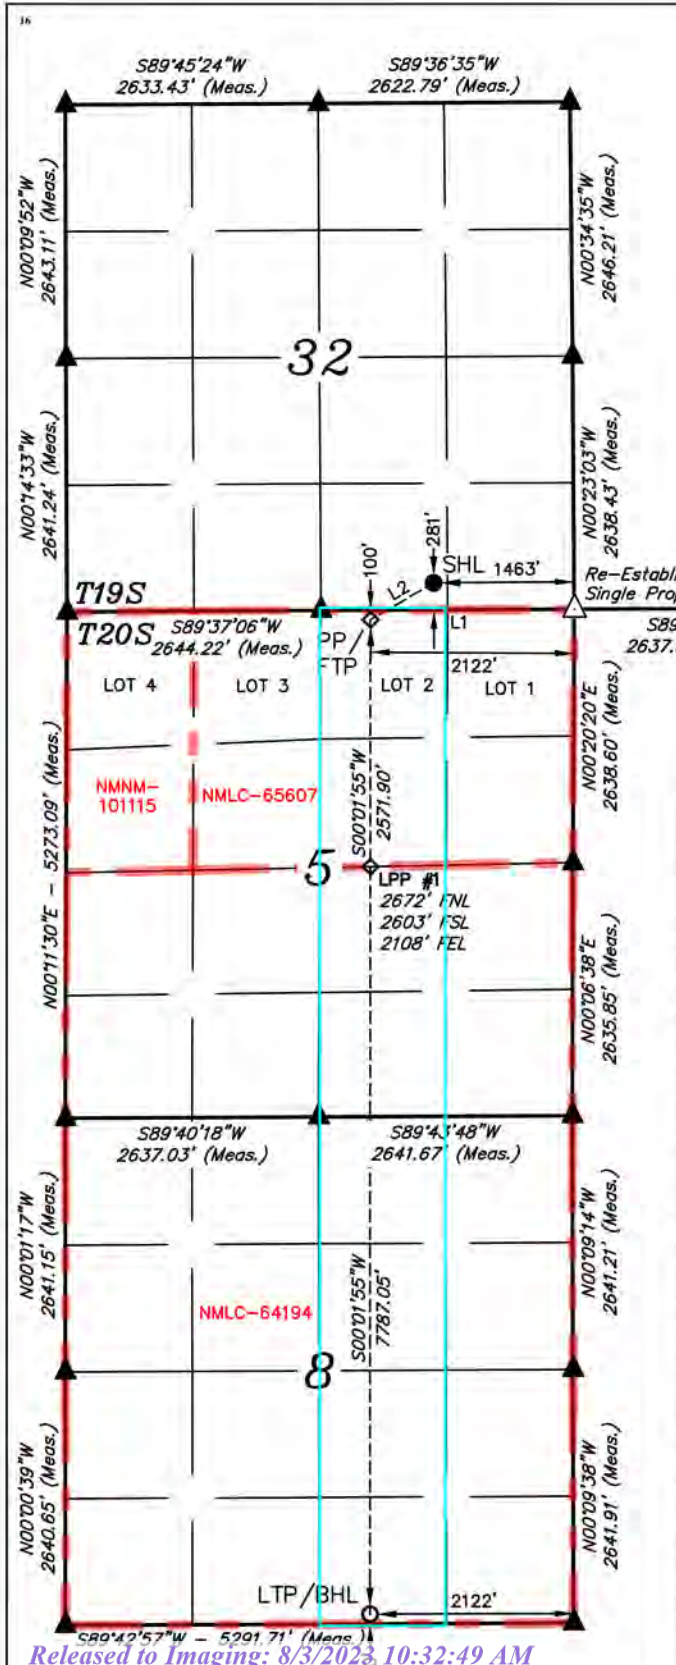 16
S89°45'24"W
2633.43' (Meas.)
S89°36'35"W
2622.79' (Meas.)
N00°09'52"W
2643.11' (Meas.)
N00°34'35"W
2646.21' (Meas.)
32
N00°14'33"W
2641.24' (Meas.)
N00°23'03"W
2638.43' (Meas.)
100'
281'
L2
SHL 1463'
Re-Establi
Single Prop
T19S
T20S
S89°37'06"W
2644.22' (Meas.)
PP/
FTP
L1
2122'
S89
2637.
LOT 4
LOT 3
LOT 2
LOT 1
N00°20'20"E
2638.60' (Meas.)
NMNM-
101115
NMLC-65607
S00°01'55"W
2571.90'
N00°11'30"E - 5273.09' (Meas.)
5
LPP #1
2672' FNL
2603' FSL
2108' FEL
N00°06'38"E
2635.85' (Meas.)
S89°40'18"W
2637.03' (Meas.)
S89°43'48"W
2641.67' (Meas.)
N00°01'17"W
2641.15' (Meas.)
N00°09'14"W
2641.21' (Meas.)
S00°01'55"W
7787.05'
NMLC-64194
8
N00°00'39"W
2640.65' (Meas.)
N00°09'38"W
2641.91' (Meas.)
LTP/BHL
2122'
S89°42'57"W - 5291.71' (Meas.)
Released to Imaging: 8/3/2023 10:32:49 AM